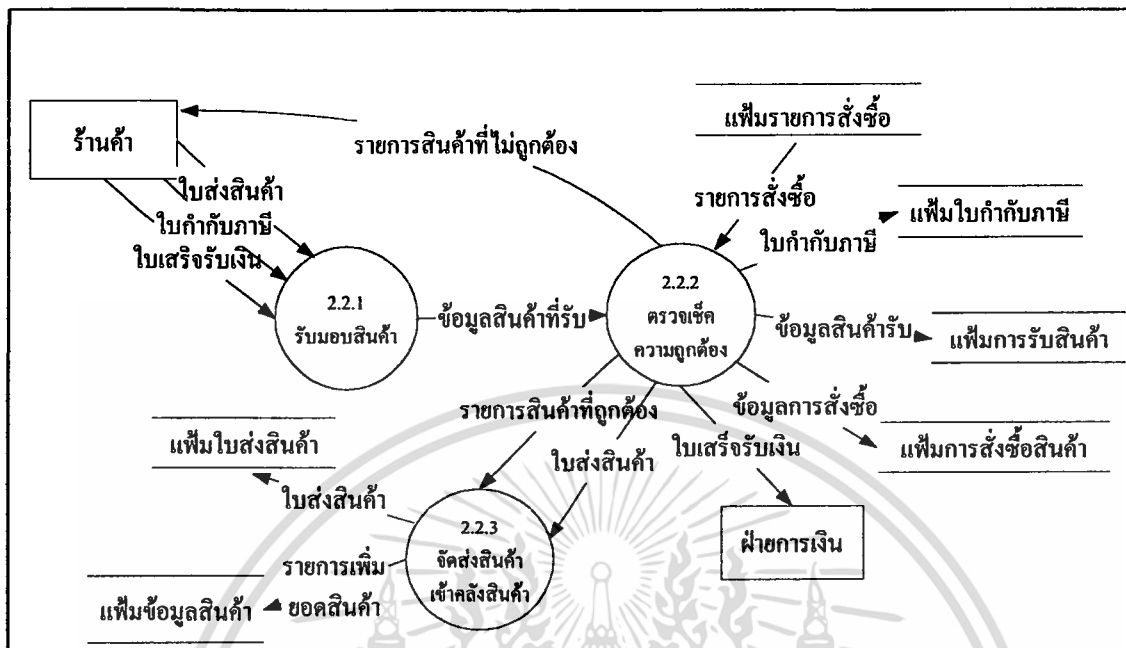 ร้านค้า
แฟ้มรายการสั่งซื้อ
รายการสินค้าที่ไม่ถูกต้อง
ใบส่งสินค้า
รายการสั่งซื้อ
ใบกำกับภาษี
ใบกำกับภาษี
แฟ้มใบกำกับภาษี
ใบเสร็จรับเงิน
2.2.1
รับมอบสินค้า
ข้อมูลสินค้าที่รับ
2.2.2
ตรวจเช็ค
ความถูกต้อง
ข้อมูลสินค้ารับ
แฟ้มการรับสินค้า
รายการสินค้าที่ถูกต้อง
ข้อมูลการสั่งซื้อ
แฟ้มใบส่งสินค้า
ใบส่งสินค้า
ใบเสร็จรับเงิน
แฟ้มการสั่งซื้อสินค้า
ใบส่งสินค้า
2.2.3
จัดส่งสินค้า
เข้าคลังสินค้า
ฝ่ายการเงิน
รายการเพิ่ม
ยอดสินค้า
แฟ้มข้อมูลสินค้า